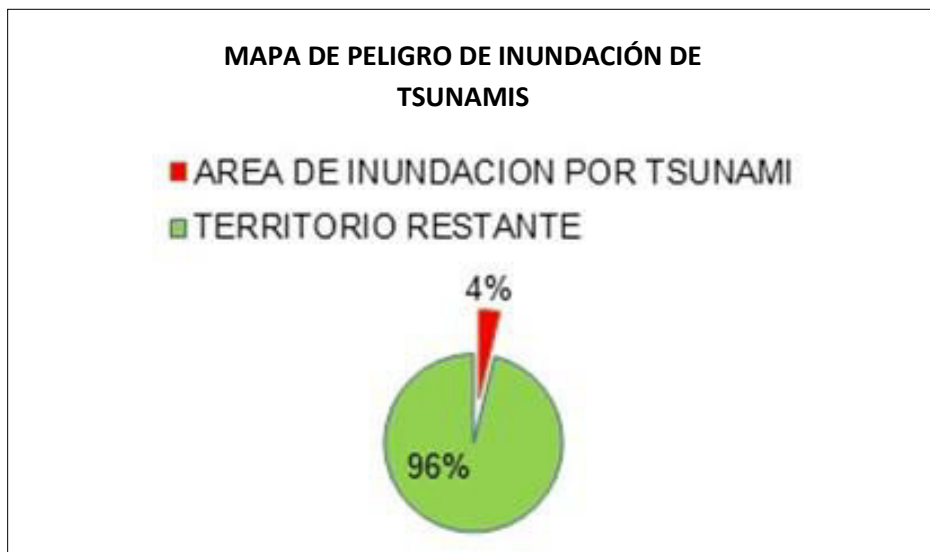 MAPA DE PELIGRO DE INUNDACIÓN DE
TSUNAMIS
AREA DE INUNDACION POR TSUNAMI
TERRITORIO RESTANTE
4%
96%